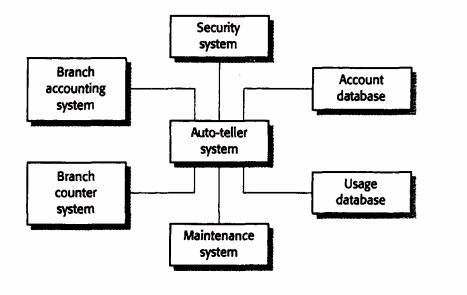 Security
system
Branch
accounting
system
Account
database
Auto-teller
system
Branch
counter
system
Usage
database
Maintenance
system